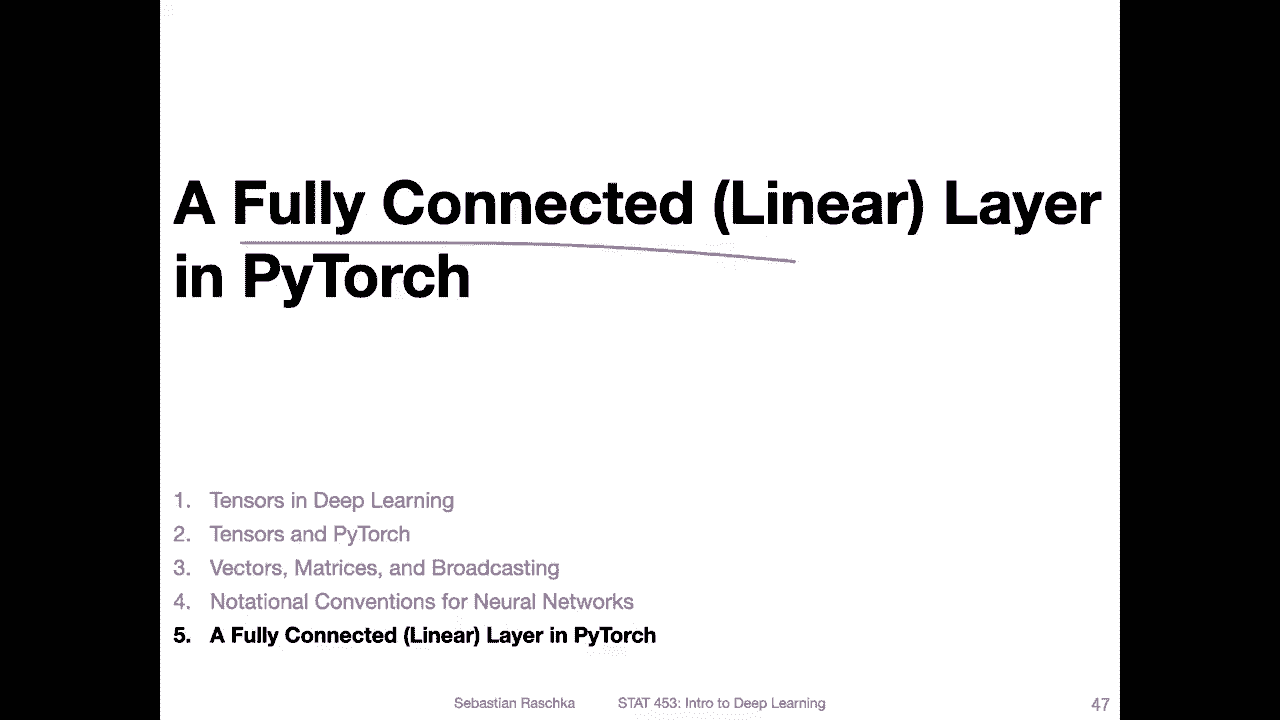 A Fully Connected (Linear) Layer
in PyTorch
1. Tensors in Deep Learning
2. Tensors and PyTorch
3. Vectors, Matrices, and Broadcasting
4. Notational Conventions for Neural Networks
5. A Fully Connected (Linear) Layer in PyTorch
Sebastian Raschka STAT 453: Intro to Deep Learning 47